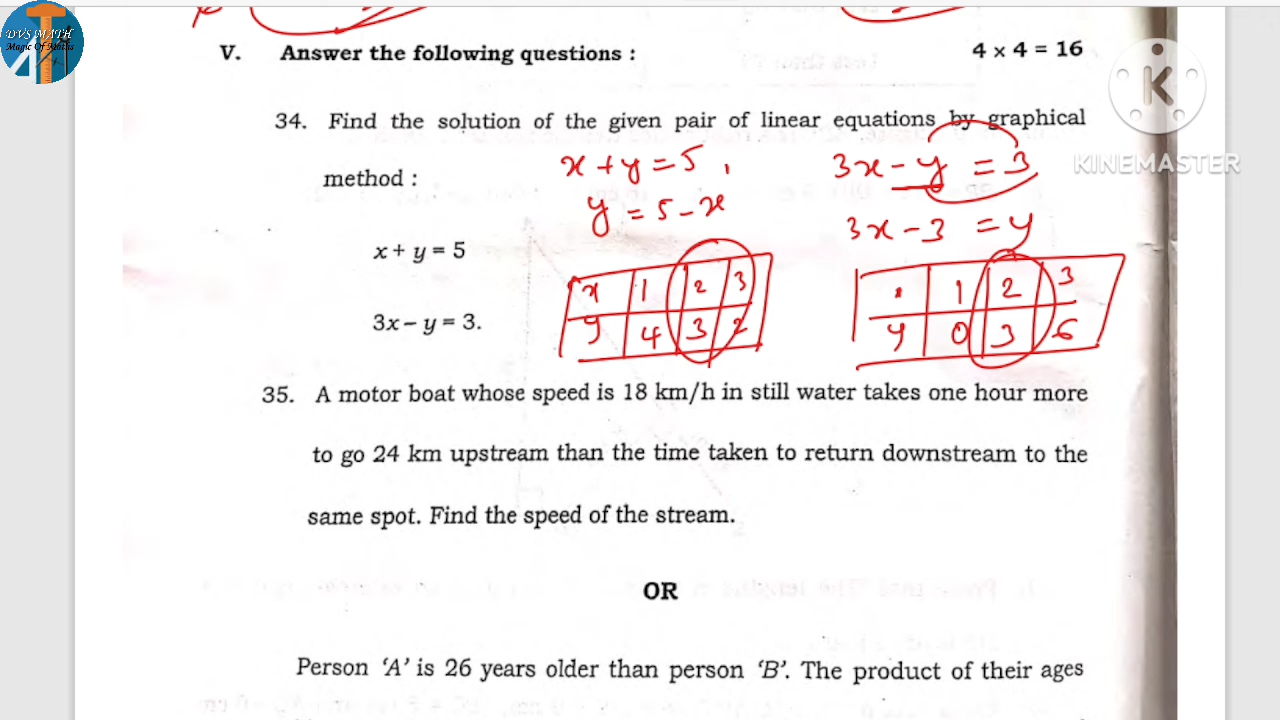 DVS MATH
Magic Of Maths
V. Answer the following questions : 4 × 4 = 16
34. Find the solution of the given pair of linear equations by graphical
method :
x + y = 5 , 3x - y = 3
y = 5 - x 3x - 3 = y
x + y = 5
x 1 2 3
y 4 3 2
1 2 3
y 0 3 6
3x – y = 3.
35. A motor boat whose speed is 18 km/h in still water takes one hour more
to go 24 km upstream than the time taken to return downstream to the
same spot. Find the speed of the stream.
OR
Person ‘A’ is 26 years older than person ‘B’. The product of their ages
K
KINEMASTER